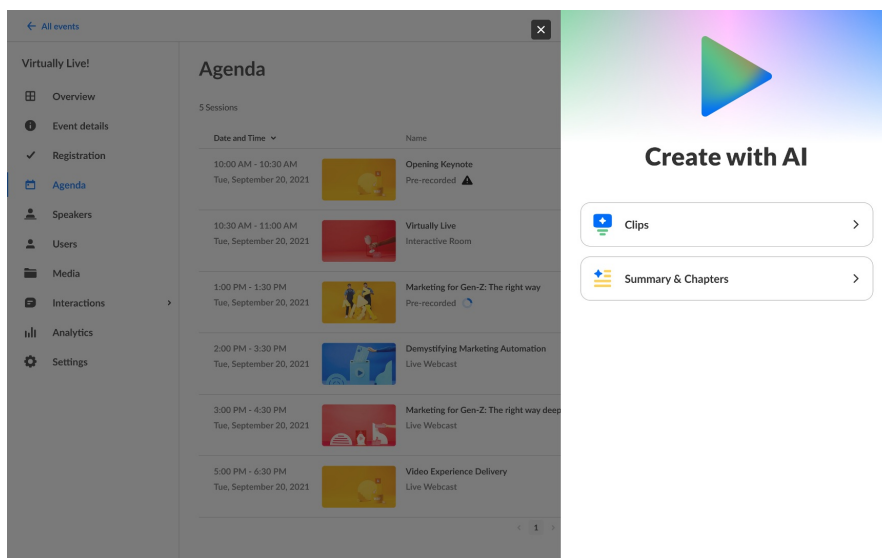 All events
Virtually Live!
Overview
Event details
Registration
Agenda
Speakers
Users
Media
Interactions
Analytics
Settings
Agenda
5 Sessions
Date and Time
Name
10:00 AM - 10:30 AM
Tue, September 20, 2021
Opening Keynote
Pre-recorded
10:30 AM - 11:00 AM
Tue, September 20, 2021
Virtually Live
Interactive Room
1:00 PM - 1:30 PM
Tue, September 20, 2021
Marketing for Gen-Z: The right way
Pre-recorded
2:00 PM - 3:30 PM
Tue, September 20, 2021
Demystifying Marketing Automation
Live Webcast
3:00 PM - 4:30 PM
Tue, September 20, 2021
Marketing for Gen-Z: The right way deep
Live Webcast
5:00 PM - 6:30 PM
Tue, September 20, 2021
Video Experience Delivery
Live Webcast
1
Create with AI
Clips
Summary & Chapters